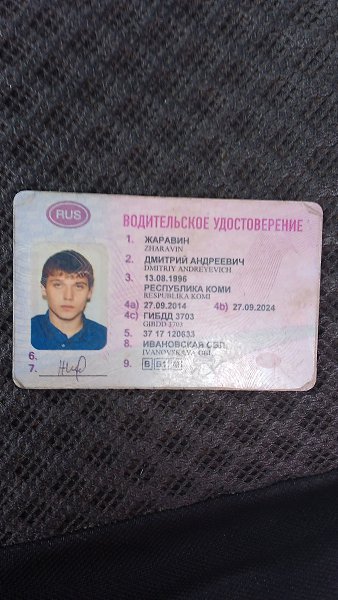 RUS
ВОДИТЕЛЬСКОЕ УДОСТОВЕРЕНИЕ
1. ЖАРАВИН
ZHARAVIN
2. ДМИТРИЙ АНДРЕЕВИЧ
DMITRIY ANDREYEVICH
3. 13.08.1996
РЕСПУБЛИКА КОМИ
RESPUBLIKA KOMI
4a) 27.09.2014 4b) 27.09.2024
4c) ГИБДД 3703
GIBDD 3703
5. 37 17 120633
8. ИВАНОВСКАЯ ОБЛ
IVANOVSKAYA OBL
6.
7.
9. B B1